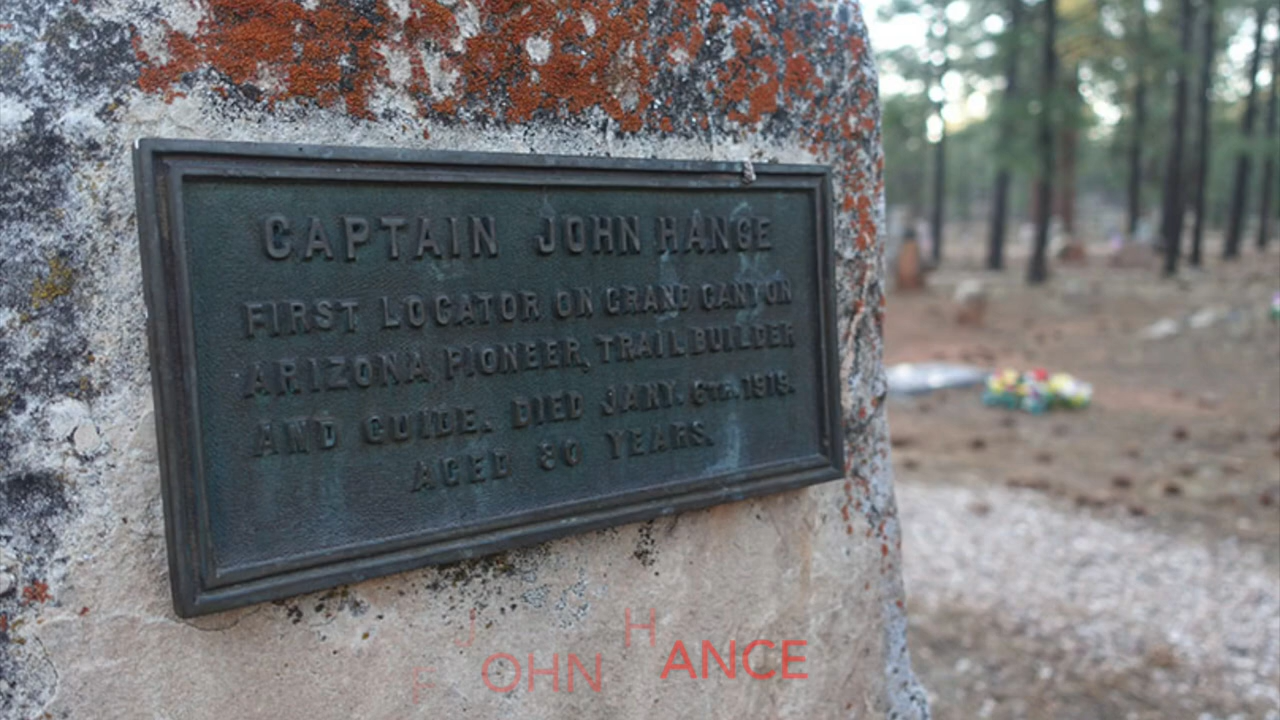 CAPTAIN JOHN HANCE
FIRST LOCATOR ON GRAND CANYON
ARIZONA PIONEER, TRAIL BUILDER
AND GUIDE. DIED JANY. 6TH. 1919.
AGED 80 YEARS.
JOHN HANCE